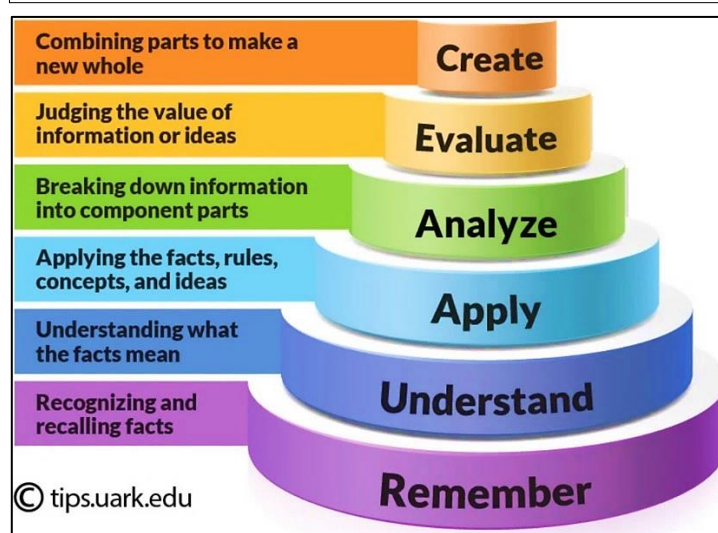 Combining parts to make a
new whole
Create
Judging the value of
information or ideas
Evaluate
Breaking down information
into component parts
Analyze
Applying the facts, rules,
concepts, and ideas
Apply
Understanding what
the facts mean
Understand
Recognizing and
recalling facts
Remember
© tips.uark.edu